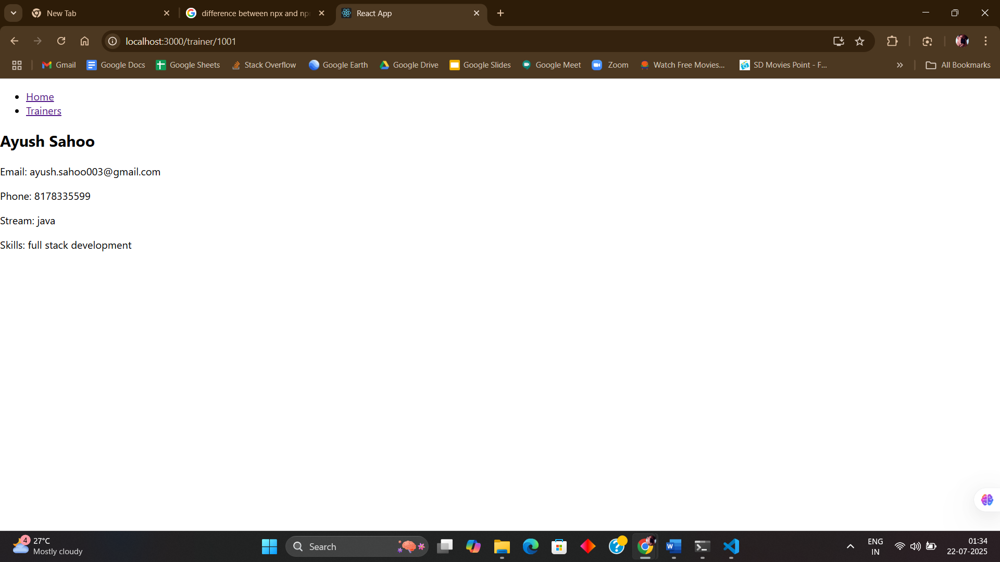 New Tab
difference between npx and np
React App
localhost:3000/trainer/1001
Gmail
Google Docs
Google Sheets
Stack Overflow
Google Earth
Google Drive
Google Slides
Google Meet
Zoom
Watch Free Movies...
SD Movies Point - F...
All Bookmarks
Home
Trainers
Ayush Sahoo
Email: ayush.sahoo003@gmail.com
Phone: 8178335599
Stream: java
Skills: full stack development
4
27°C
Mostly cloudy
Search
ENG
IN
01:34
22-07-2025